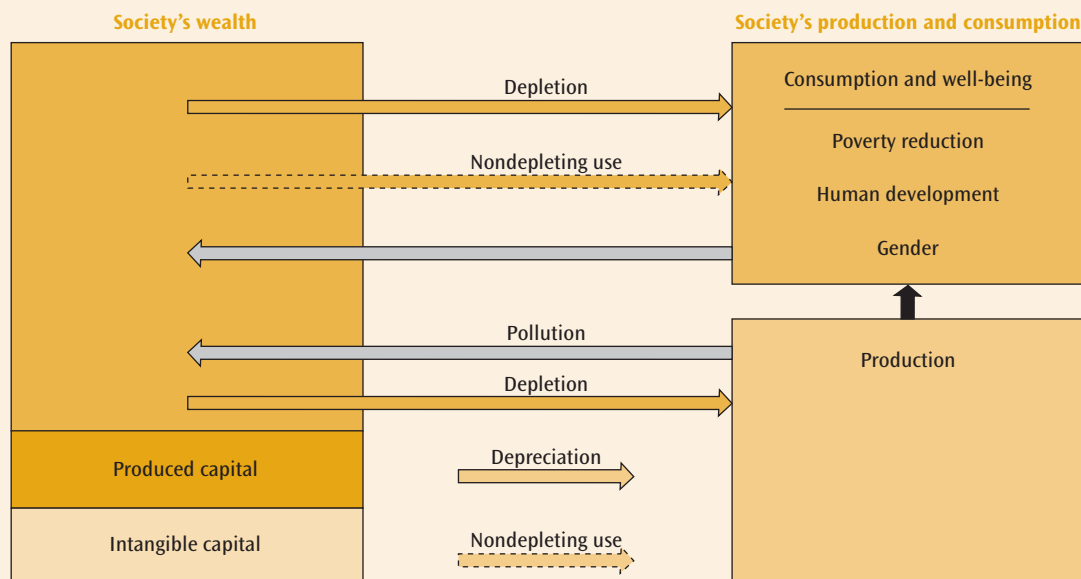 Society's wealth
Society's production and consumption
Depletion
Consumption and well-being
Nondepleting use
Poverty reduction
Human development
Gender
Pollution
Production
Depletion
Produced capital
Depreciation
Intangible capital
Nondepleting use